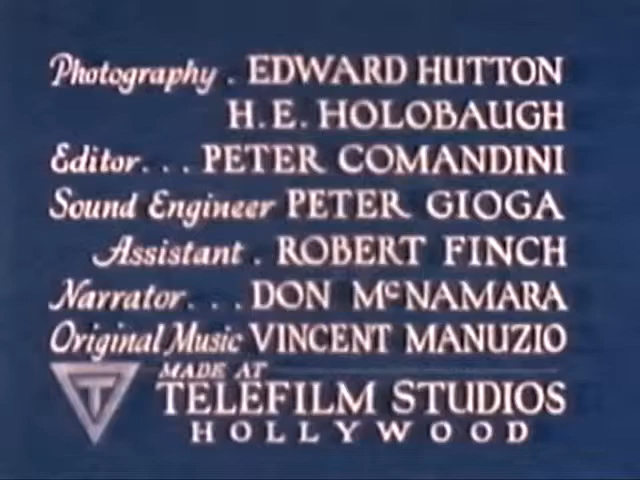 Photography . EDWARD HUTTON
H.E. HOLOBAUGH
Editor... PETER COMANDINI
Sound Engineer PETER GIOGA
Assistant . ROBERT FINCH
Narrator... DON McNAMARA
Original Music VINCENT MANUZIO
T MADE AT
TELEFILM STUDIOS
HOLLYWOOD